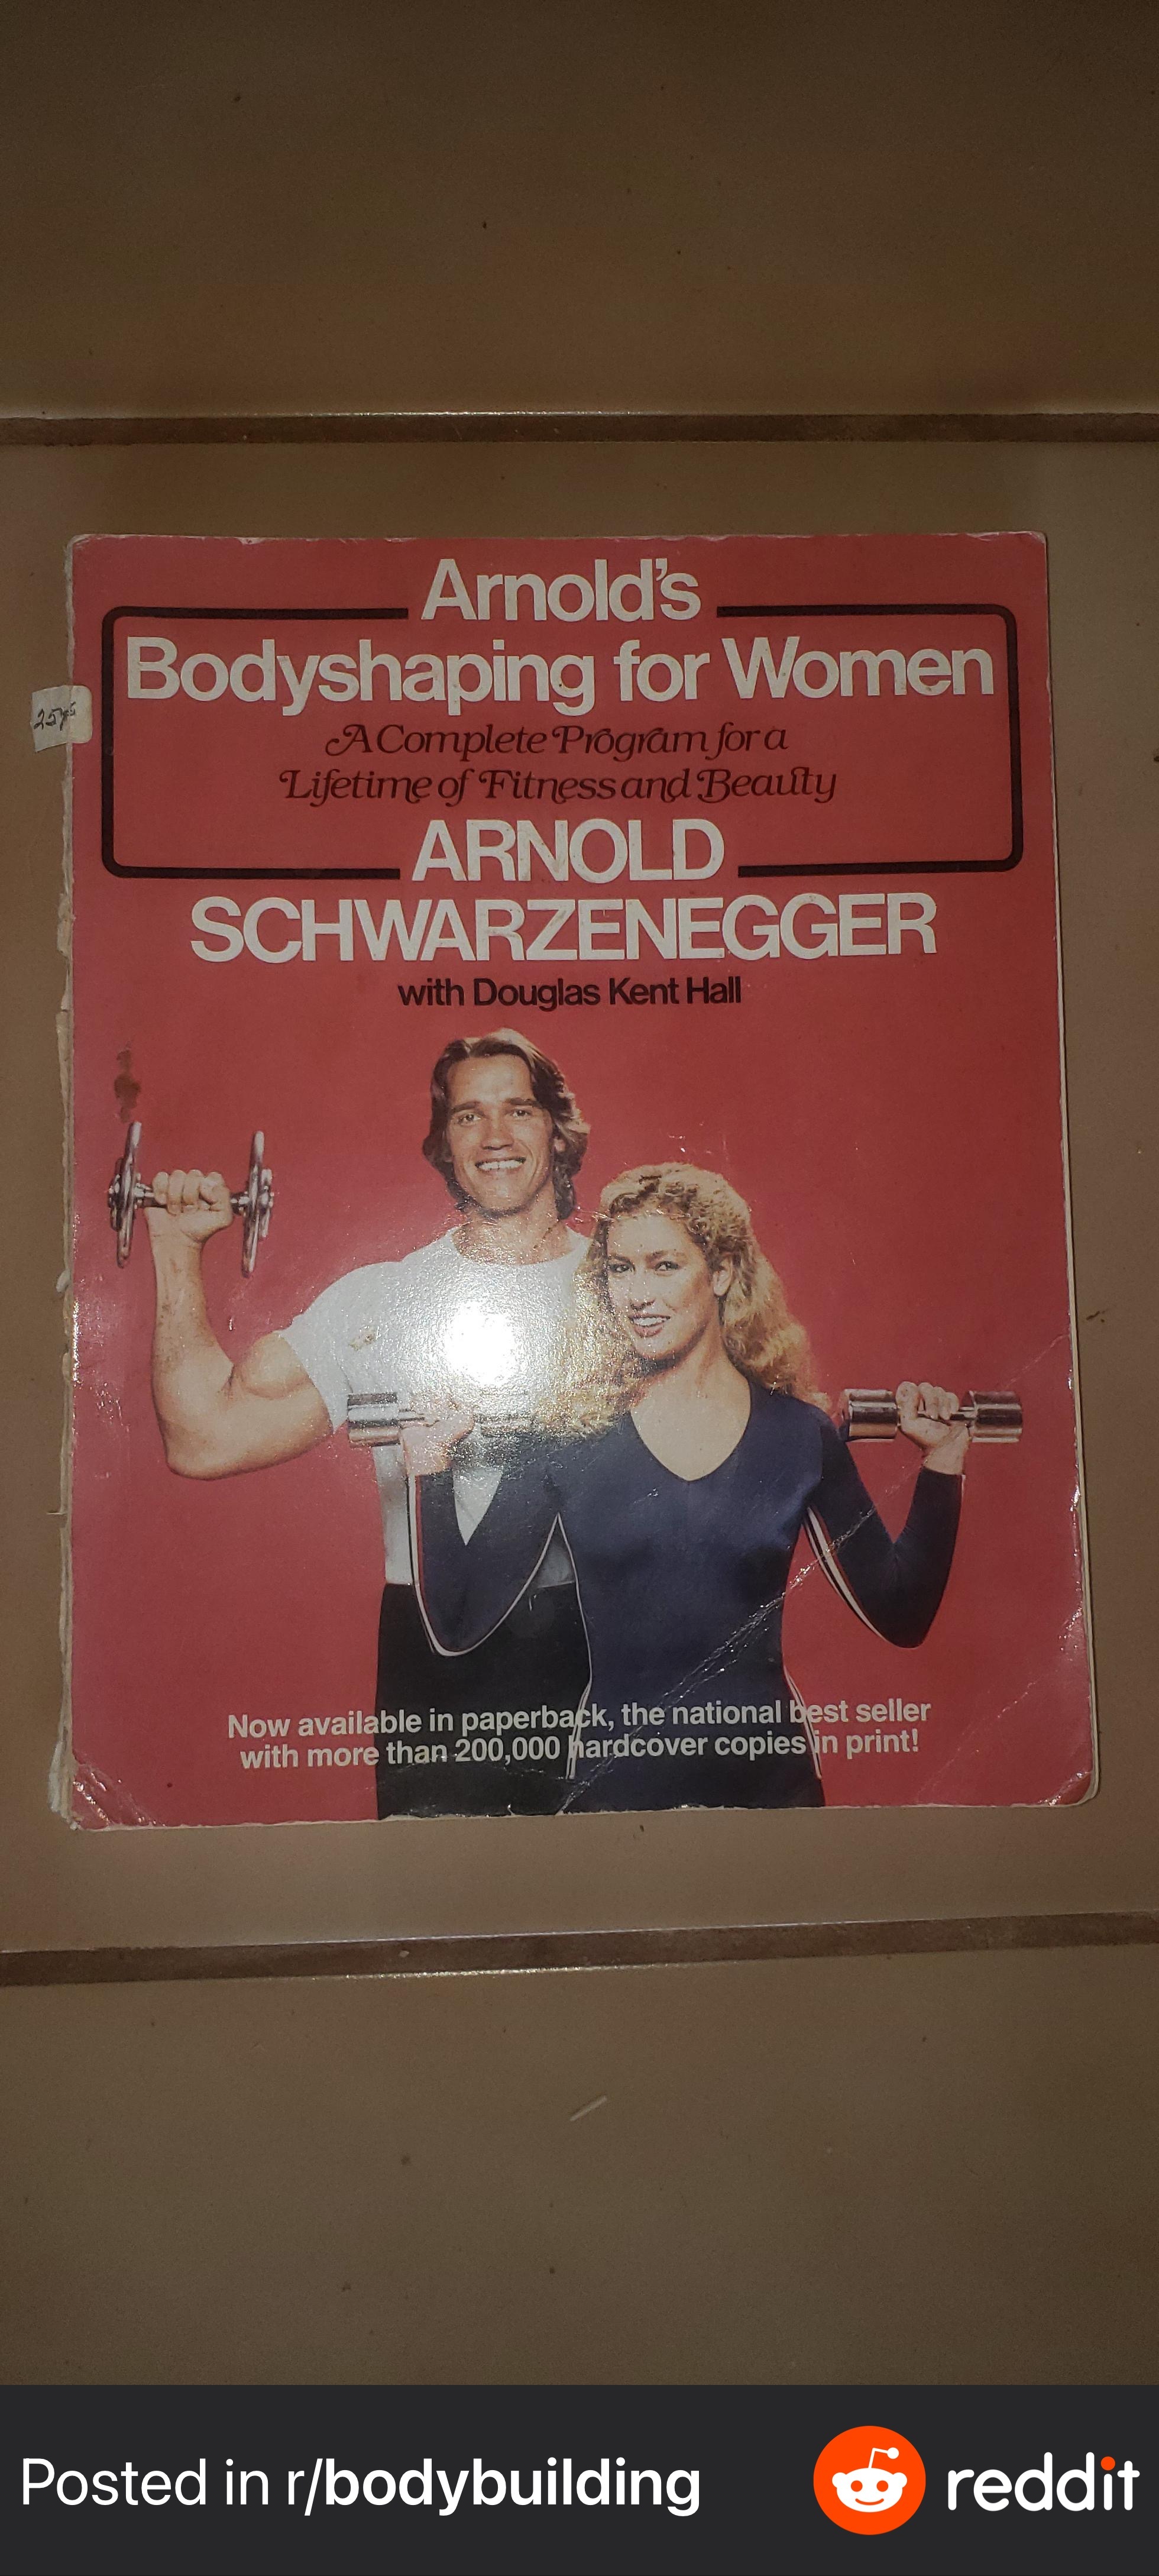 Arnold's
Bodyshaping for Women
A Complete Program for a
Lifetime of Fitness and Beauty
ARNOLD
SCHWARZENEGGER
with Douglas Kent Hall
Now available in paperback, the national best seller
with more than 200,000 hardcover copies in print!
Posted in r/bodybuilding
reddit